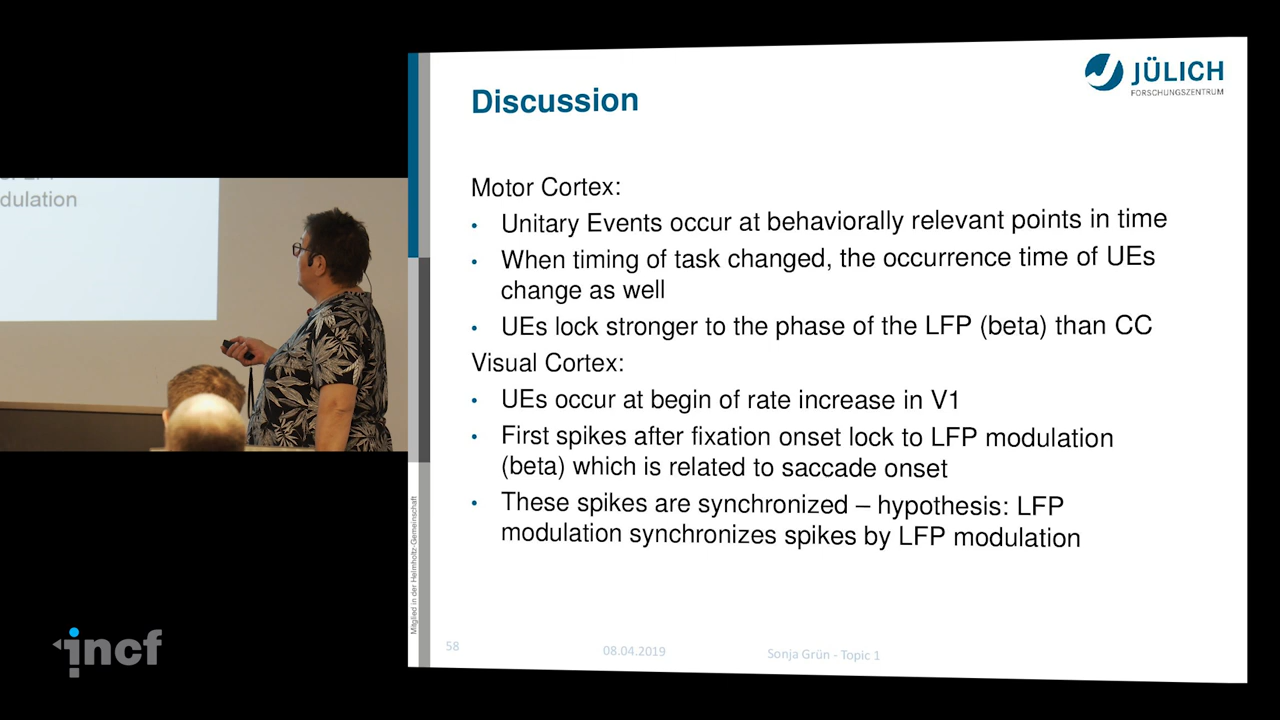 JÜLICH
FORSCHUNGSZENTRUM
Discussion
dulation
Motor Cortex:
• Unitary Events occur at behaviorally relevant points in time
• When timing of task changed, the occurrence time of UEs
change as well
• UEs lock stronger to the phase of the LFP (beta) than CC
Visual Cortex:
• UEs occur at begin of rate increase in V1
• First spikes after fixation onset lock to LFP modulation
(beta) which is related to saccade onset
• These spikes are synchronized – hypothesis: LFP
modulation synchronizes spikes by LFP modulation
Mitglied in der Helmholtz-Gemeinschaft
58
08.04.2019
Sonja Grün - Topic 1
incf